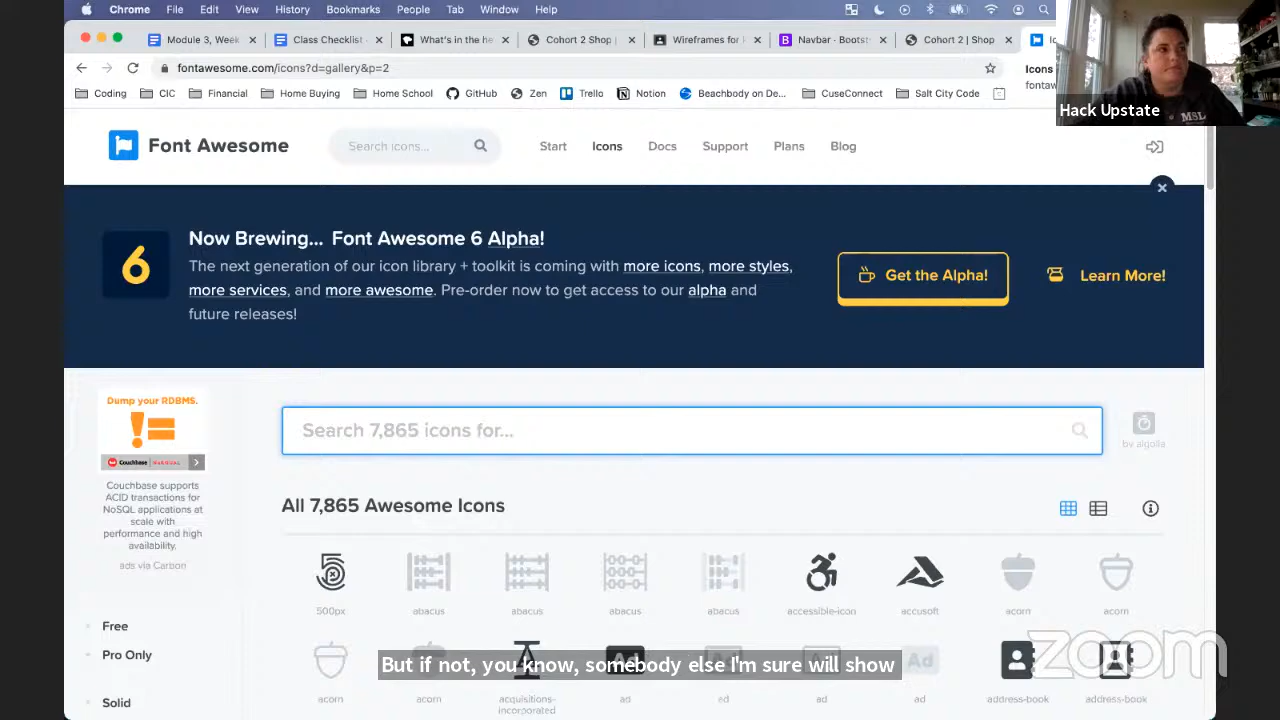 Chrome File Edit View History Bookmarks People Tab Window Help
Module 3, Week Class Checklist - What's in the he Cohort 2 Shop Wireframes for Navbar · Boots Cohort 2 | Shop
fontawesome.com/icons?d=gallery&p=2
Icons
Coding CIC Financial Home Buying Home School GitHub Zen Trello Notion Beachbody on De... CuseConnect Salt City Code
Hack Upstate
MSL
Font Awesome Search icons... Start Icons Docs Support Plans Blog
6
Now Brewing... Font Awesome 6 Alpha!
The next generation of our icon library + toolkit is coming with more icons, more styles,
more services, and more awesome. Pre-order now to get access to our alpha and
future releases!
Get the Alpha! Learn More!
Dump your RDBMS.
!=
Couchbase
Couchbase supports
ACID transactions for
NoSQL applications at
scale with
performance and high
availability.
ads via Carbon
Search 7,865 icons for...
by algolia
All 7,865 Awesome Icons
500px abacus abacus abacus abacus accessible-icon accusoft acorn acorn
Free
Pro Only
Solid
acorn acorn acquisitions-incorporated ad ad ad ad address-book address-book
But if not, you know, somebody else I'm sure will show
zoom